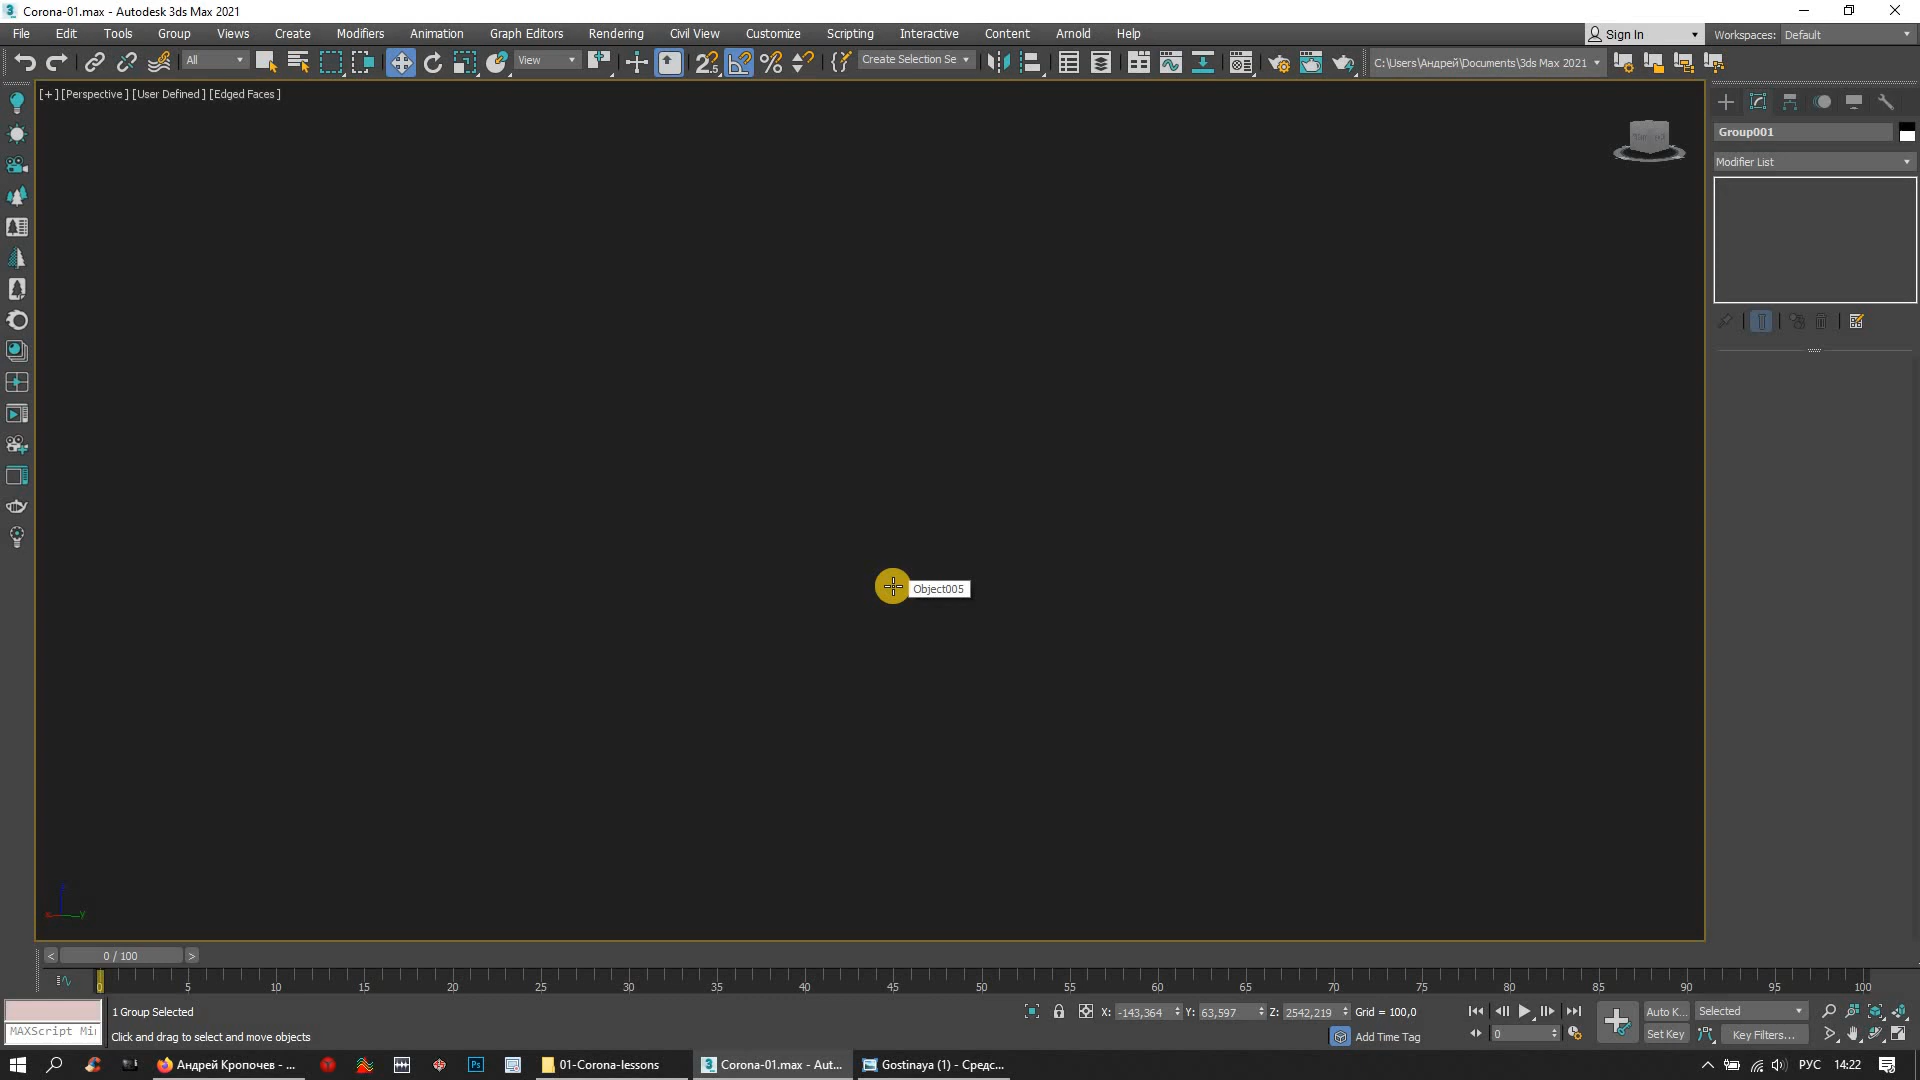 Corona-01.max - Autodesk 3ds Max 2021
File Edit Tools Group Views Create Modifiers Animation Graph Editors Rendering Civil View Customize Scripting Interactive Content Arnold Help
Sign In
Workspaces: Default
All
View
Create Selection Se
C:\Users\Андрей\Documents\3ds Max 2021
[+] [Perspective] [User Defined] [Edged Faces]
Group001
Modifier List
Object005
z
y
0 / 100
0 5 10 15 20 25 30 35 40 45 50 55 60 65 70 75 80 85 90 95 100
1 Group Selected
X: -143,364 Y: 63,597 Z: 2542,219 Grid = 100,0
Auto K... Selected
MAXScript Mi
Click and drag to select and move objects
Add Time Tag
0
Set Key Key Filters...
Андрей Кропочев - ...
Ps
01-Corona-lessons
Corona-01.max - Aut...
Gostinaya (1) - Средс...
РУС
14:22